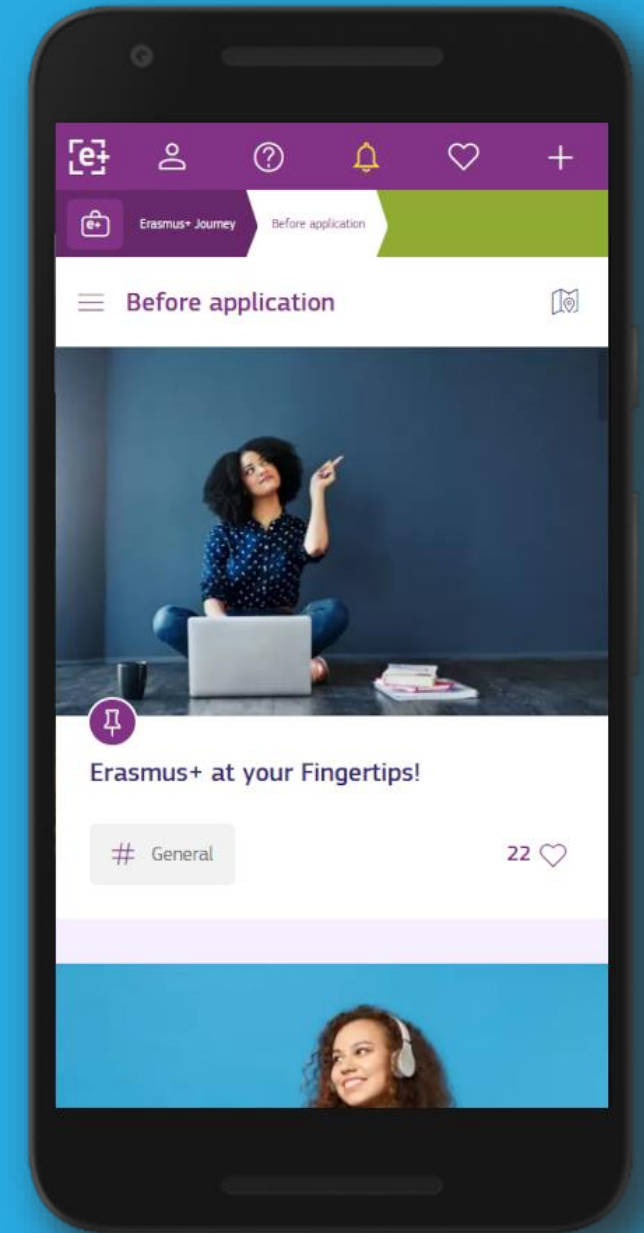 e+
e+
Erasmus+ Journey
Before application
Before application
Erasmus+ at your Fingertips!
# General
22